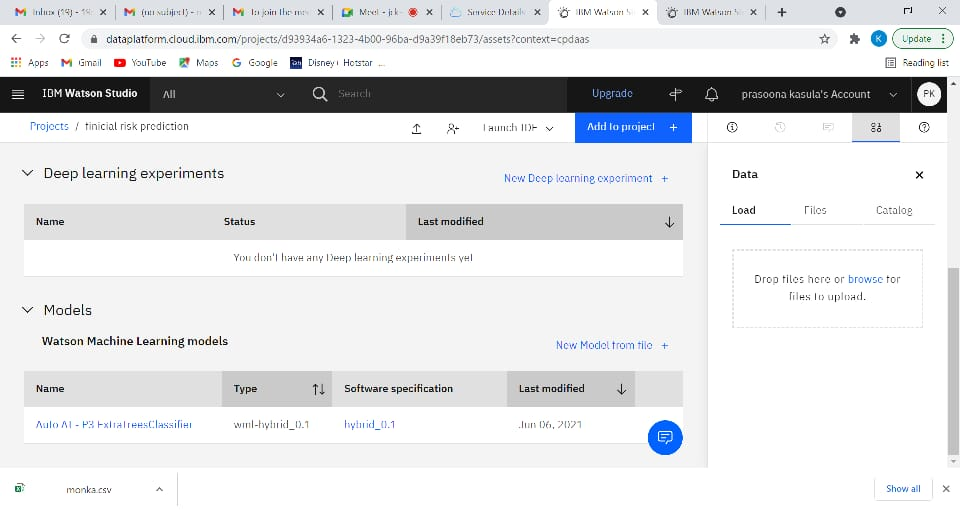 Inbox (19) - 19
(no subject) - n
To join the mee
Meet - jck-
Service Details
IBM Watson St
IBM Watson St
dataplatform.cloud.ibm.com/projects/d93934a6-1323-4b00-96ba-d9a39f18eb73/assets?context=cpdaas
K
Update
Apps
Gmail
YouTube
Maps
Google
Disney+ Hotstar ...
Reading list
IBM Watson Studio
All
Search
Upgrade
prasoona kasula's Account
PK
Projects / finicial risk prediction
Launch IDE
Add to project +
Deep learning experiments
New Deep learning experiment +
Name Status Last modified
You don't have any Deep learning experiments yet
Models
Watson Machine Learning models
New Model from file +
Name Type Software specification Last modified
Auto AI - P3 ExtraTreesClassifier wml-hybrid_0.1 hybrid_0.1 Jun 06, 2021
Data
Load Files Catalog
Drop files here or browse for
files to upload.
monka.csv
Show all